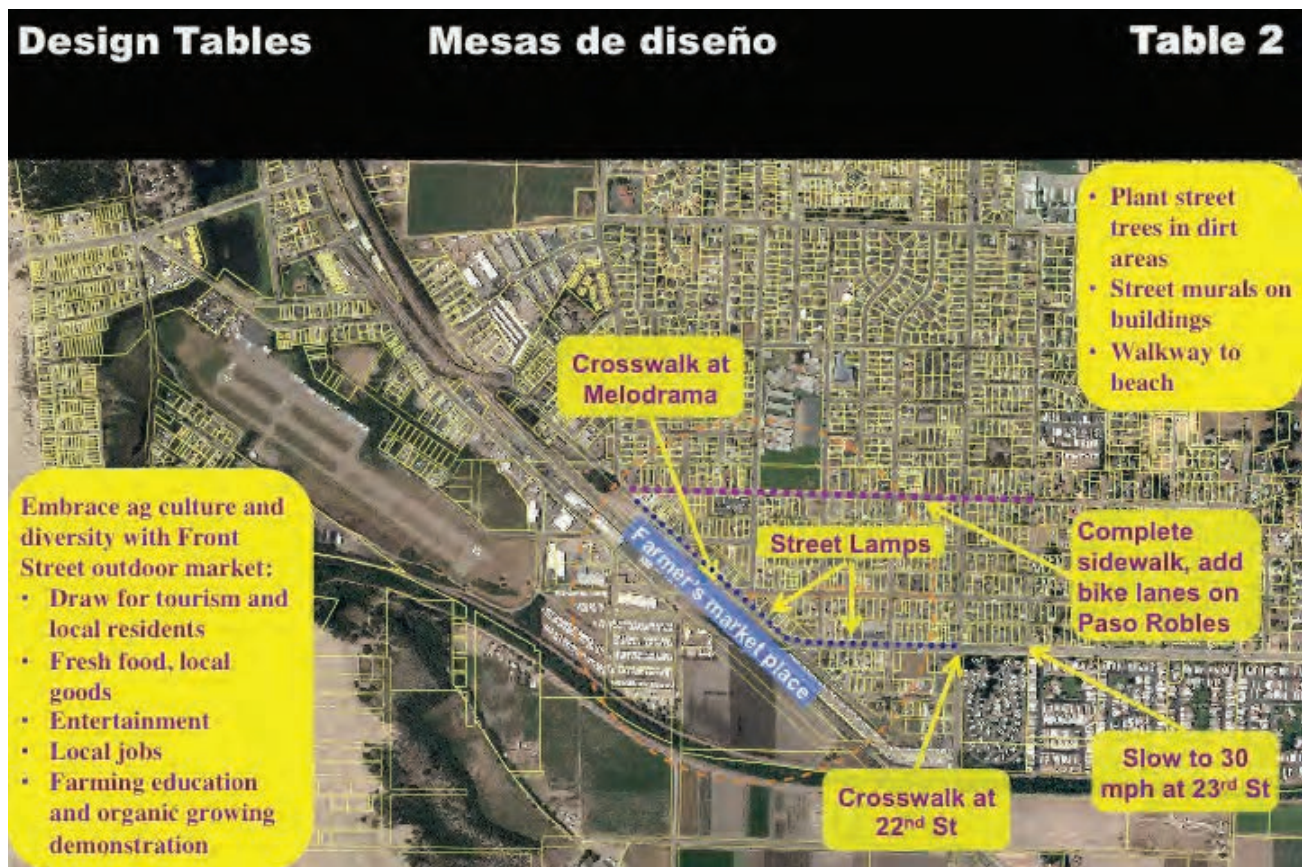 Design Tables Mesas de diseño Table 2
• Plant street
trees in dirt
areas
• Street murals on
buildings
• Walkway to
beach
Crosswalk at
Melodrama
Embrace ag culture and
diversity with Front
Street outdoor market:
• Draw for tourism and
local residents
• Fresh food, local
goods
• Entertainment
• Local jobs
• Farming education
and organic growing
demonstration
Farmer's market place
Street Lamps
Complete
sidewalk, add
bike lanes on
Paso Robles
Crosswalk at
22nd St
Slow to 30
mph at 23rd St